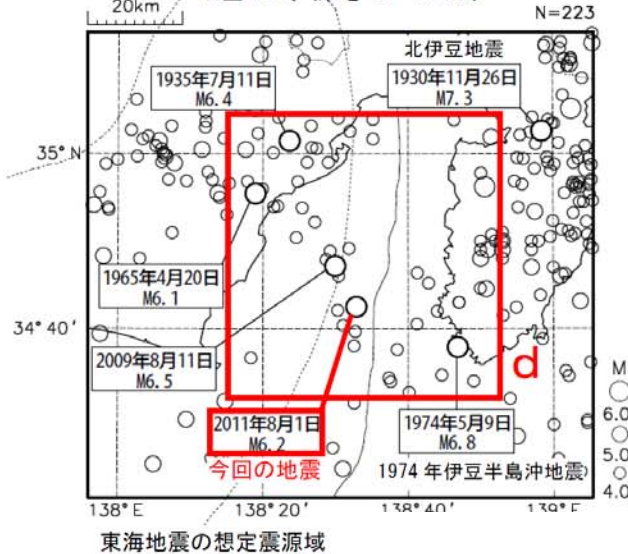 20km
N=223
北伊豆地震
1935年7月11日
M6.4
1930年11月26日
M7.3
35° N
1965年4月20日
M6.1
34° 40′
2009年8月11日
M6.5
d
M
6.0
5.0
4.0
2011年8月1日
M6.2
1974年5月9日
M6.8
今回の地震
1974年伊豆半島沖地震
138° E
138° 20′
138° 40′
139° E
東海地震の想定震源域